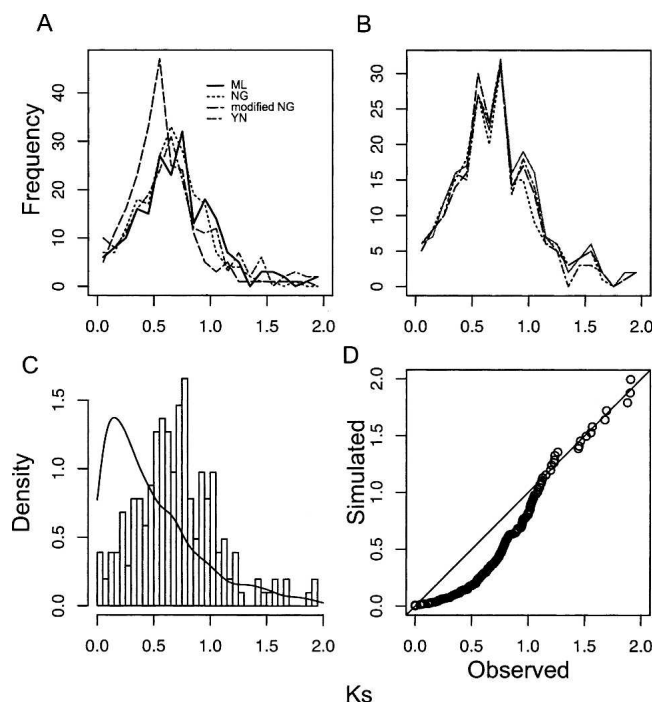 A
B
Frequency
40
30
20
10
0
ML
NG
modified NG
YN
0.0 0.5 1.0 1.5 2.0
30
25
20
15
10
5
0
0.0 0.5 1.0 1.5 2.0
C
D
Density
1.5
1.0
0.5
0.0
0.0 0.5 1.0 1.5 2.0
Simulated
2.0
1.5
1.0
0.5
0.0
0.0 0.5 1.0 1.5 2.0
Observed
Ks